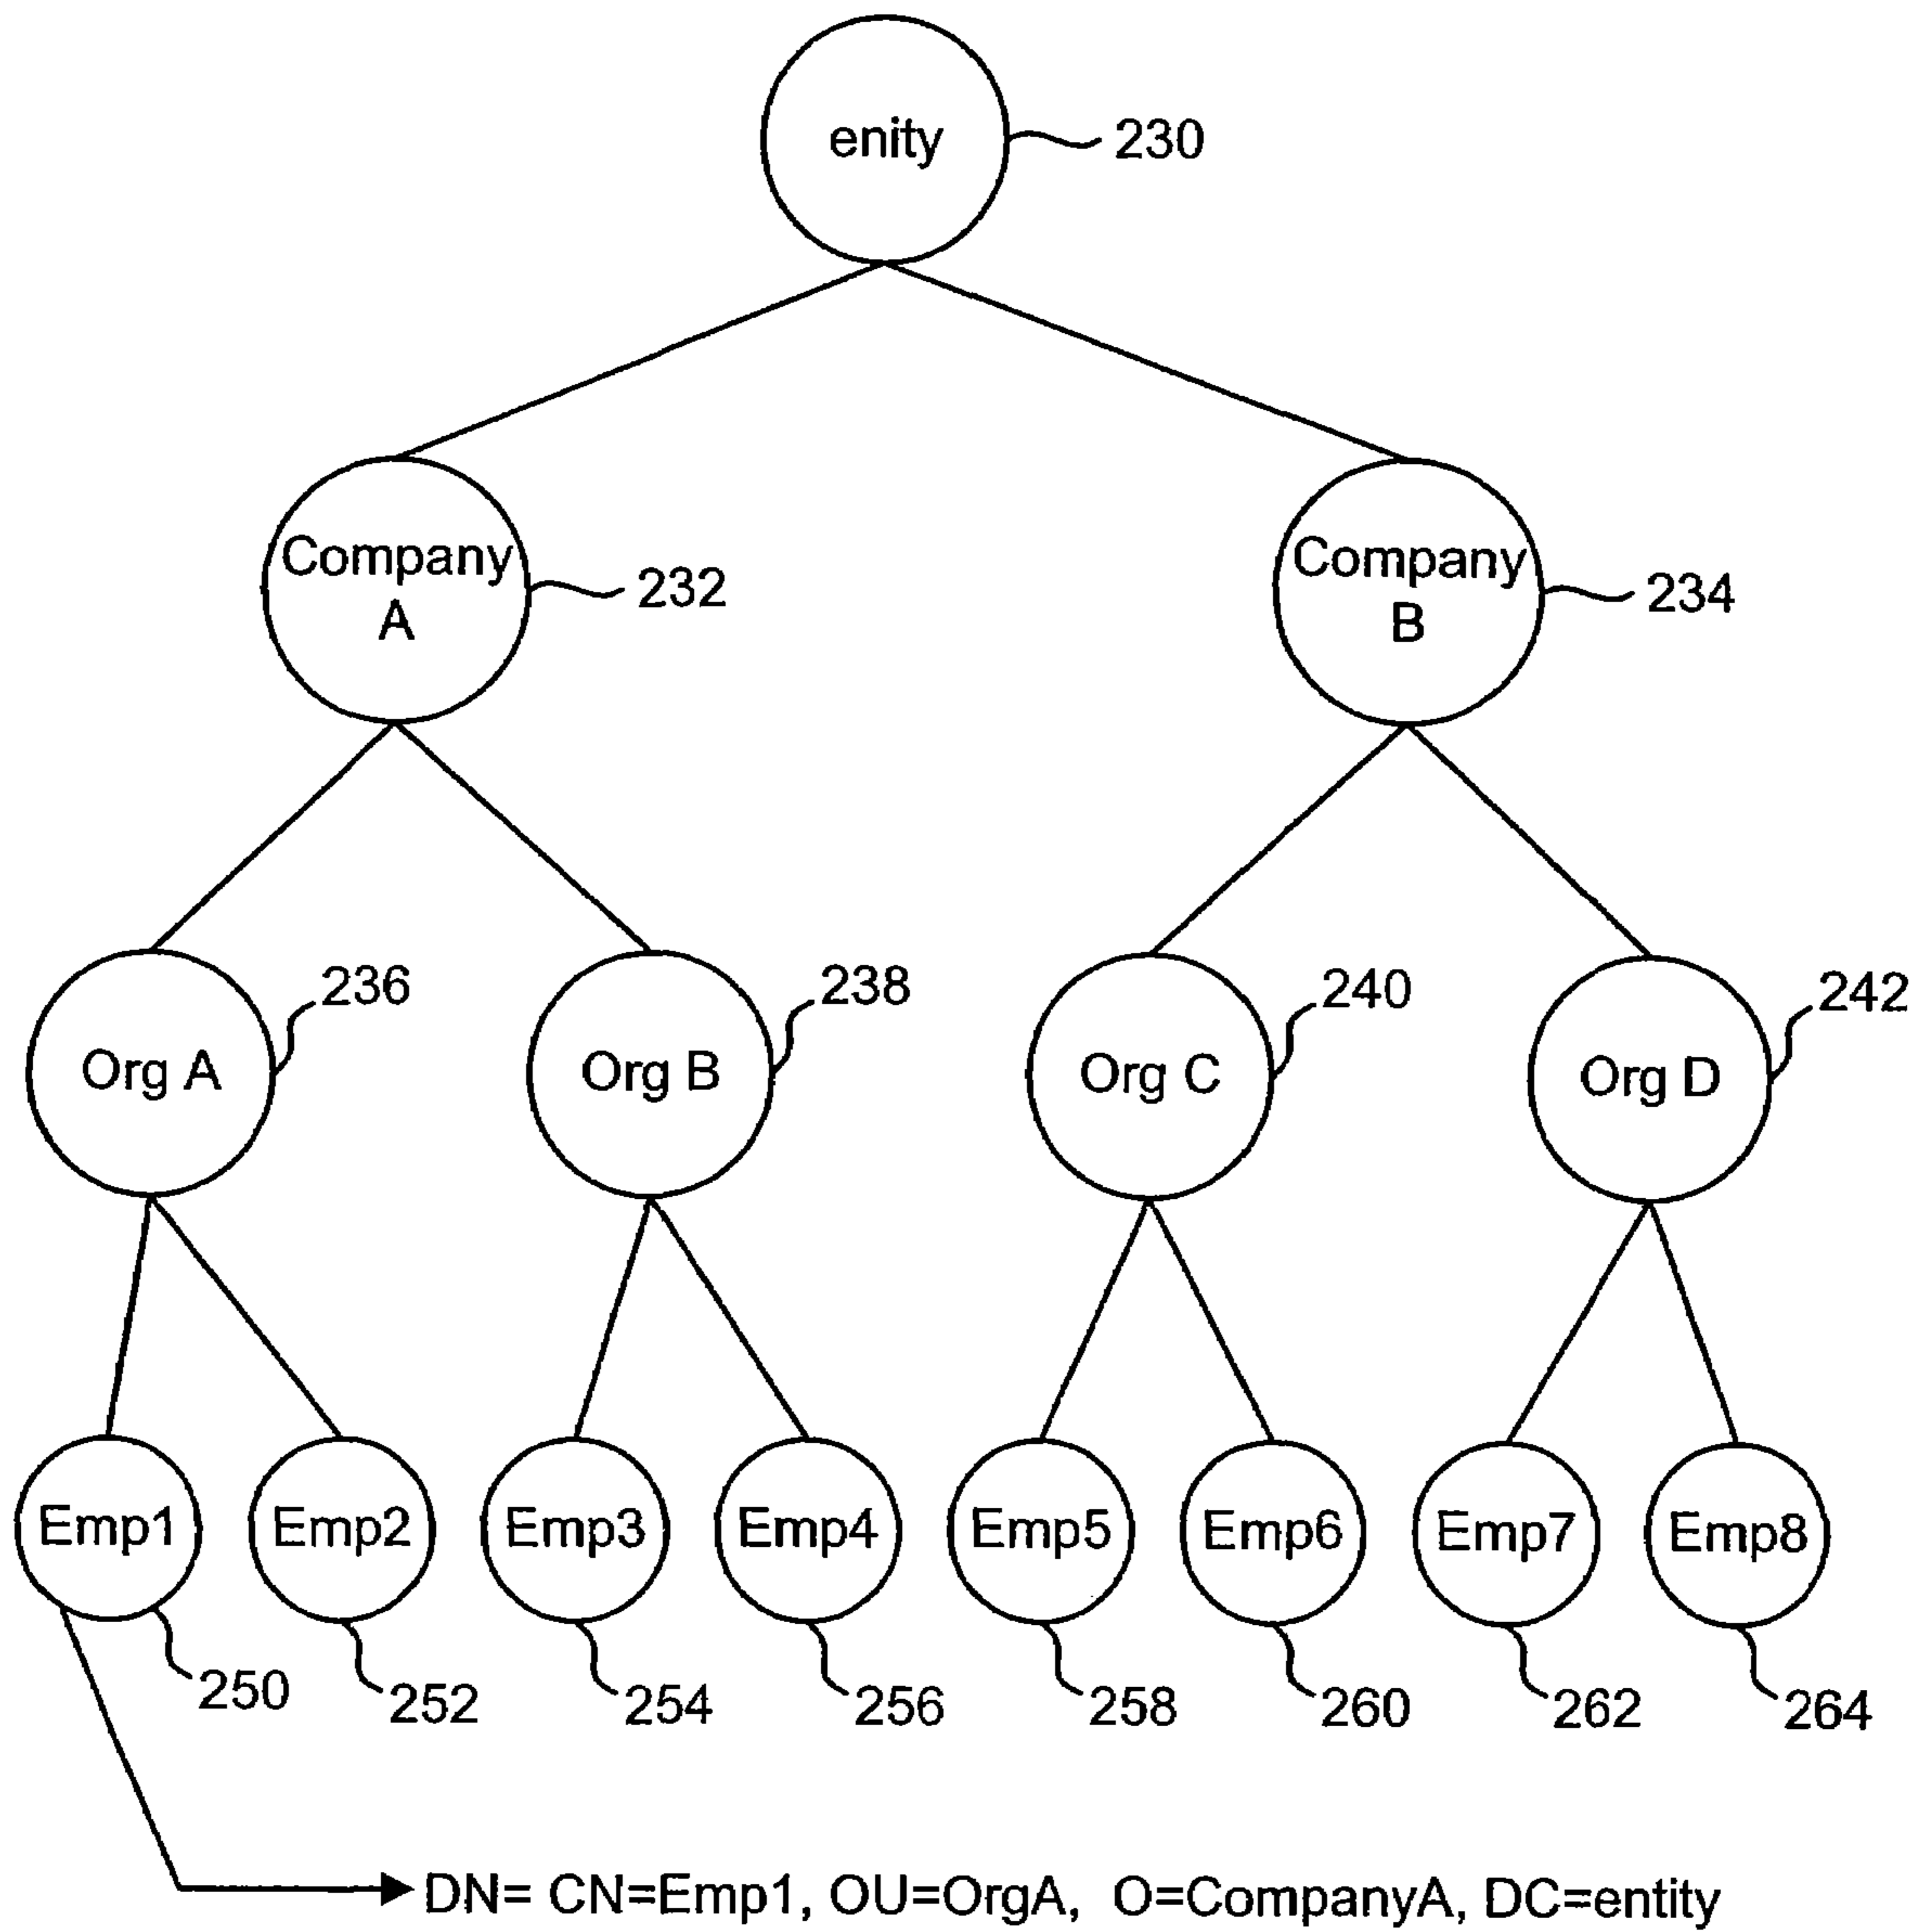 enity
230
Company
A
232
Company
B
234
Org A
236
Org B
238
Org C
240
Org D
242
Emp1
Emp2
Emp3
Emp4
Emp5
Emp6
Emp7
Emp8
250
252
254
256
258
260
262
264
DN= CN=Emp1, OU=OrgA, O=CompanyA, DC=entity